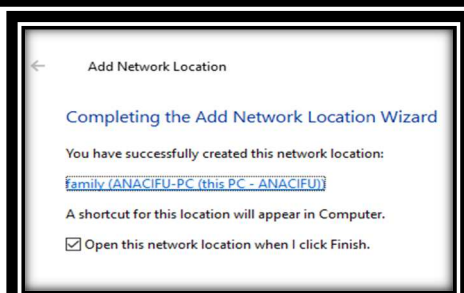 Add Network Location
Completing the Add Network Location Wizard
You have successfully created this network location:
family (ANACIFU-PC (this PC - ANACIFU))
A shortcut for this location will appear in Computer.
Open this network location when I click Finish.